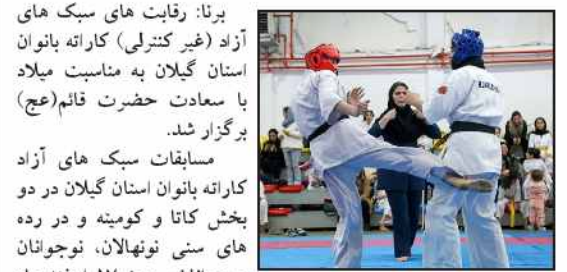 برنا: رقابت های سبک های
آزاد (غیر کنترلی) کاراته بانوان
استان گیلان به مناسبت میلاد
با سعادت حضرت قائم(عج)
برگزار شد.
مسابقات سبک های آزاد
کاراته بانوان استان گیلان در دو
بخش کاتا و کومیته و در رده
های سنی نونهالان، نوجوانان